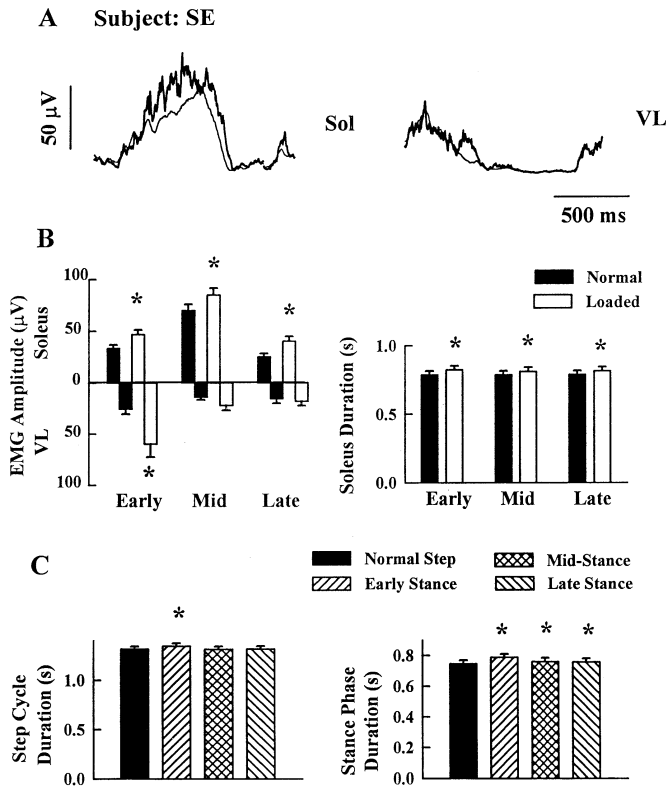 A
Subject: SE
50 µV
Sol
VL
500 ms
B
Normal
Loaded
EMG Amplitude (µV)
VL Soleus
100
50
0
50
100
*
*
*
*
Early Mid Late
Soleus Duration (s)
1.0
0.5
0.0
* * *
Early Mid Late
C
Normal Step
Mid-Stance
Early Stance
Late Stance
Step Cycle
Duration (s)
1.0
0.0
*
Stance Phase
Duration (s)
0.8
0.6
0.4
0.2
0.0
* * *